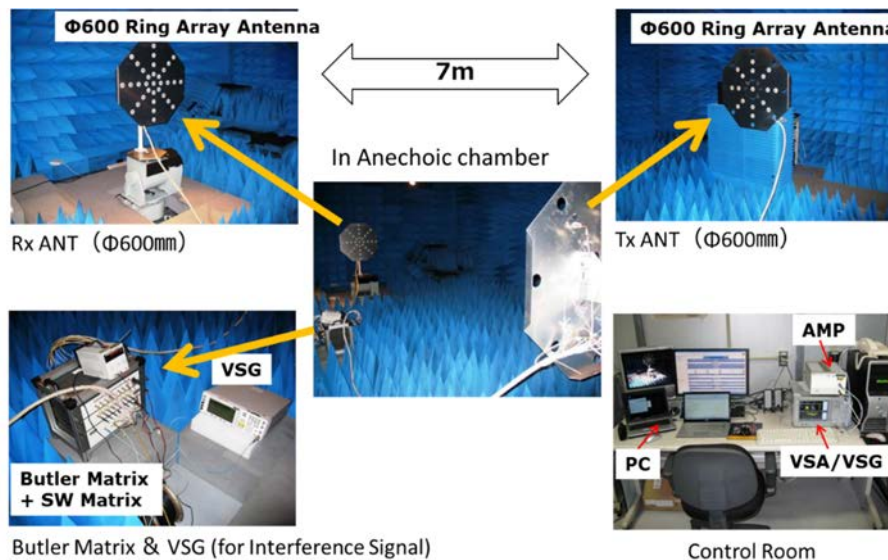 Φ600 Ring Array Antenna
Φ600 Ring Array Antenna
7m
In Anechoic chamber
Rx ANT（Φ600㎜）
Tx ANT（Φ600㎜）
VSG
Butler Matrix
+ SW Matrix
Butler Matrix & VSG (for Interference Signal)
AMP
PC
VSA/VSG
Control Room